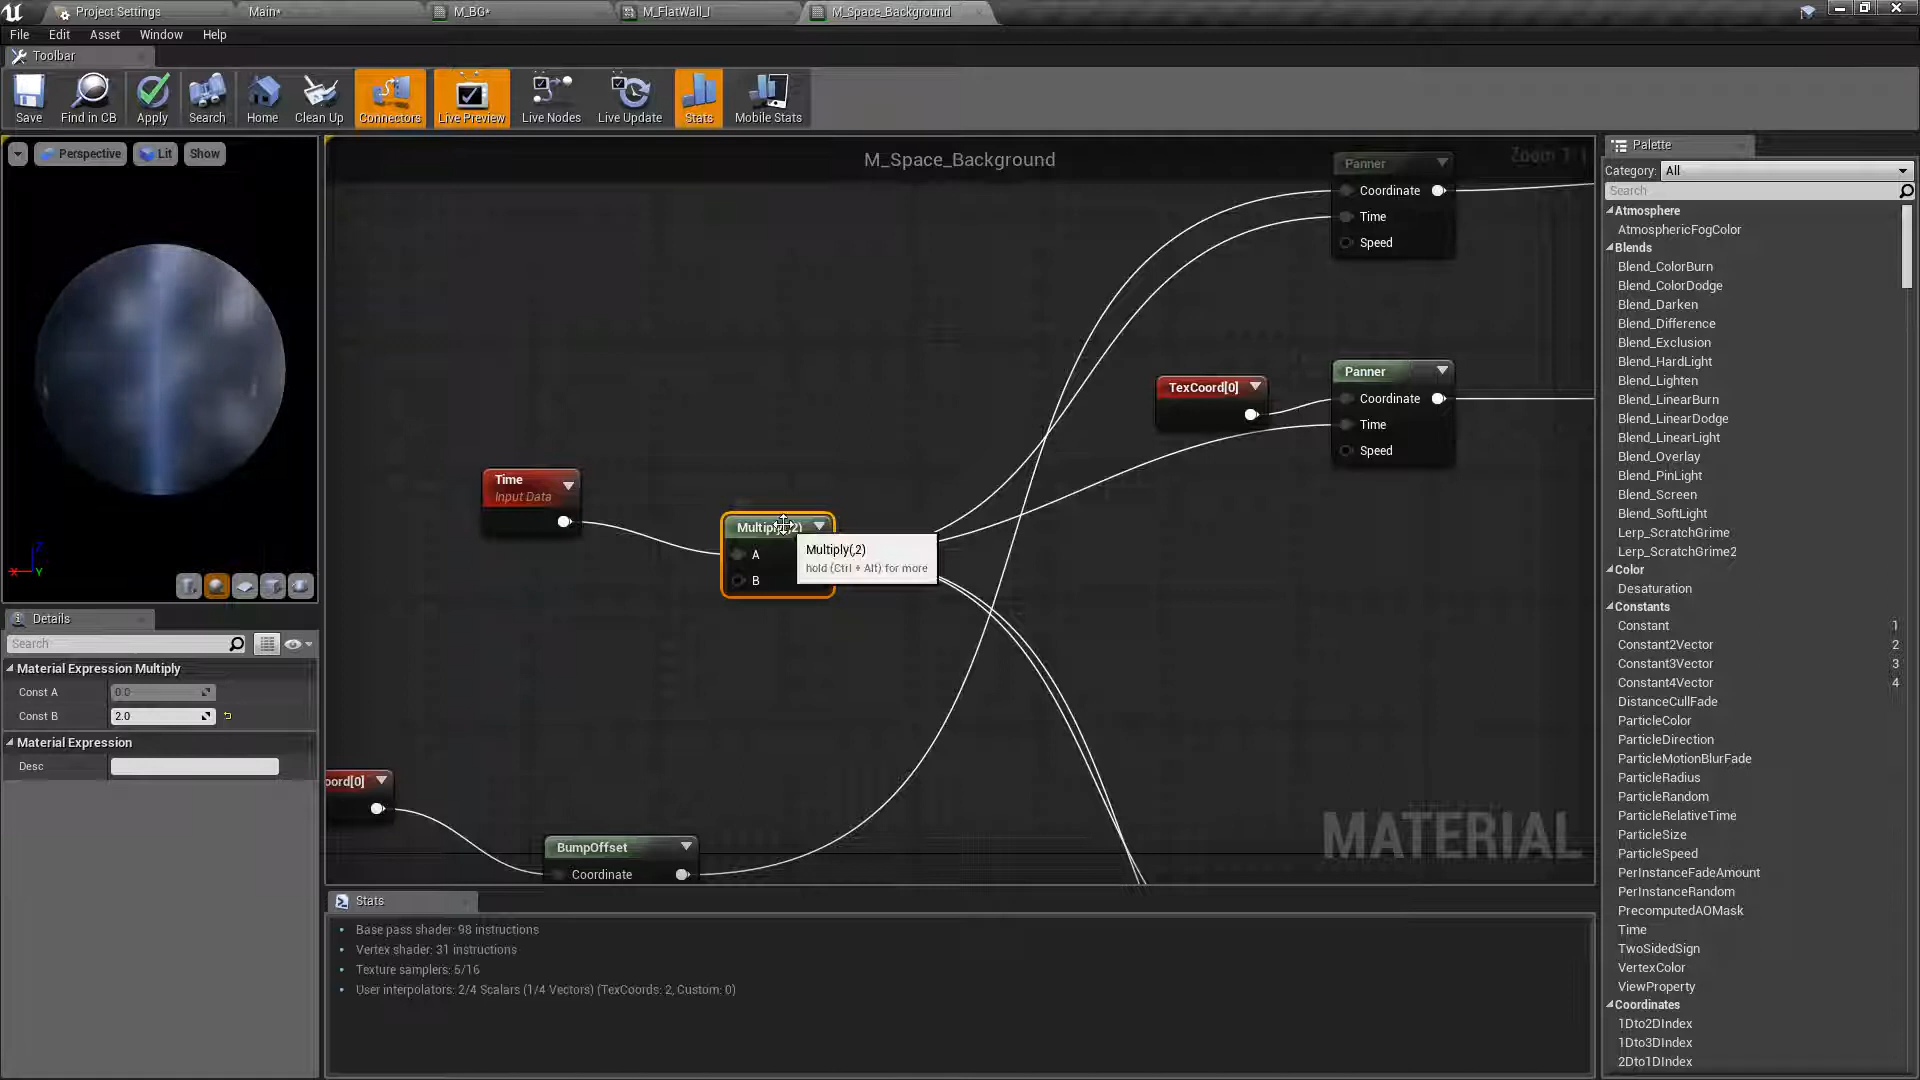 Project Settings
Main*
M_BG*
M_FlatWall_I
M_Space_Background
File
Edit
Asset
Window
Help
Toolbar
Save
Find in CB
Apply
Search
Home
Clean Up
Connectors
Live Preview
Live Nodes
Live Update
Stats
Mobile Stats
Perspective
Lit
Show
M_Space_Background
Zoom 1:1
Panner
Coordinate
Time
Speed
TexCoord[0]
Panner
Coordinate
Time
Speed
Time
Input Data
Multiply(,2)
A
B
Multiply(,2)
hold (Ctrl + Alt) for more
oord[0]
BumpOffset
Coordinate
MATERIAL
Z
X
Y
Details
Search
Material Expression Multiply
Const A
0.0
Const B
2.0
Material Expression
Desc
Stats
Base pass shader: 98 instructions
Vertex shader: 31 instructions
Texture samplers: 5/16
User interpolators: 2/4 Scalars (1/4 Vectors) (TexCoords: 2, Custom: 0)
Palette
Category:
All
Search
Atmosphere
AtmosphericFogColor
Blends
Blend_ColorBurn
Blend_ColorDodge
Blend_Darken
Blend_Difference
Blend_Exclusion
Blend_HardLight
Blend_Lighten
Blend_LinearBurn
Blend_LinearDodge
Blend_LinearLight
Blend_Overlay
Blend_PinLight
Blend_Screen
Blend_SoftLight
Lerp_ScratchGrime
Lerp_ScratchGrime2
Color
Desaturation
Constants
Constant 1
Constant2Vector 2
Constant3Vector 3
Constant4Vector 4
DistanceCullFade
ParticleColor
ParticleDirection
ParticleMotionBlurFade
ParticleRadius
ParticleRandom
ParticleRelativeTime
ParticleSize
ParticleSpeed
PerInstanceFadeAmount
PerInstanceRandom
PrecomputedAOMask
Time
TwoSidedSign
VertexColor
ViewProperty
Coordinates
1Dto2DIndex
1Dto3DIndex
2Dto1DIndex